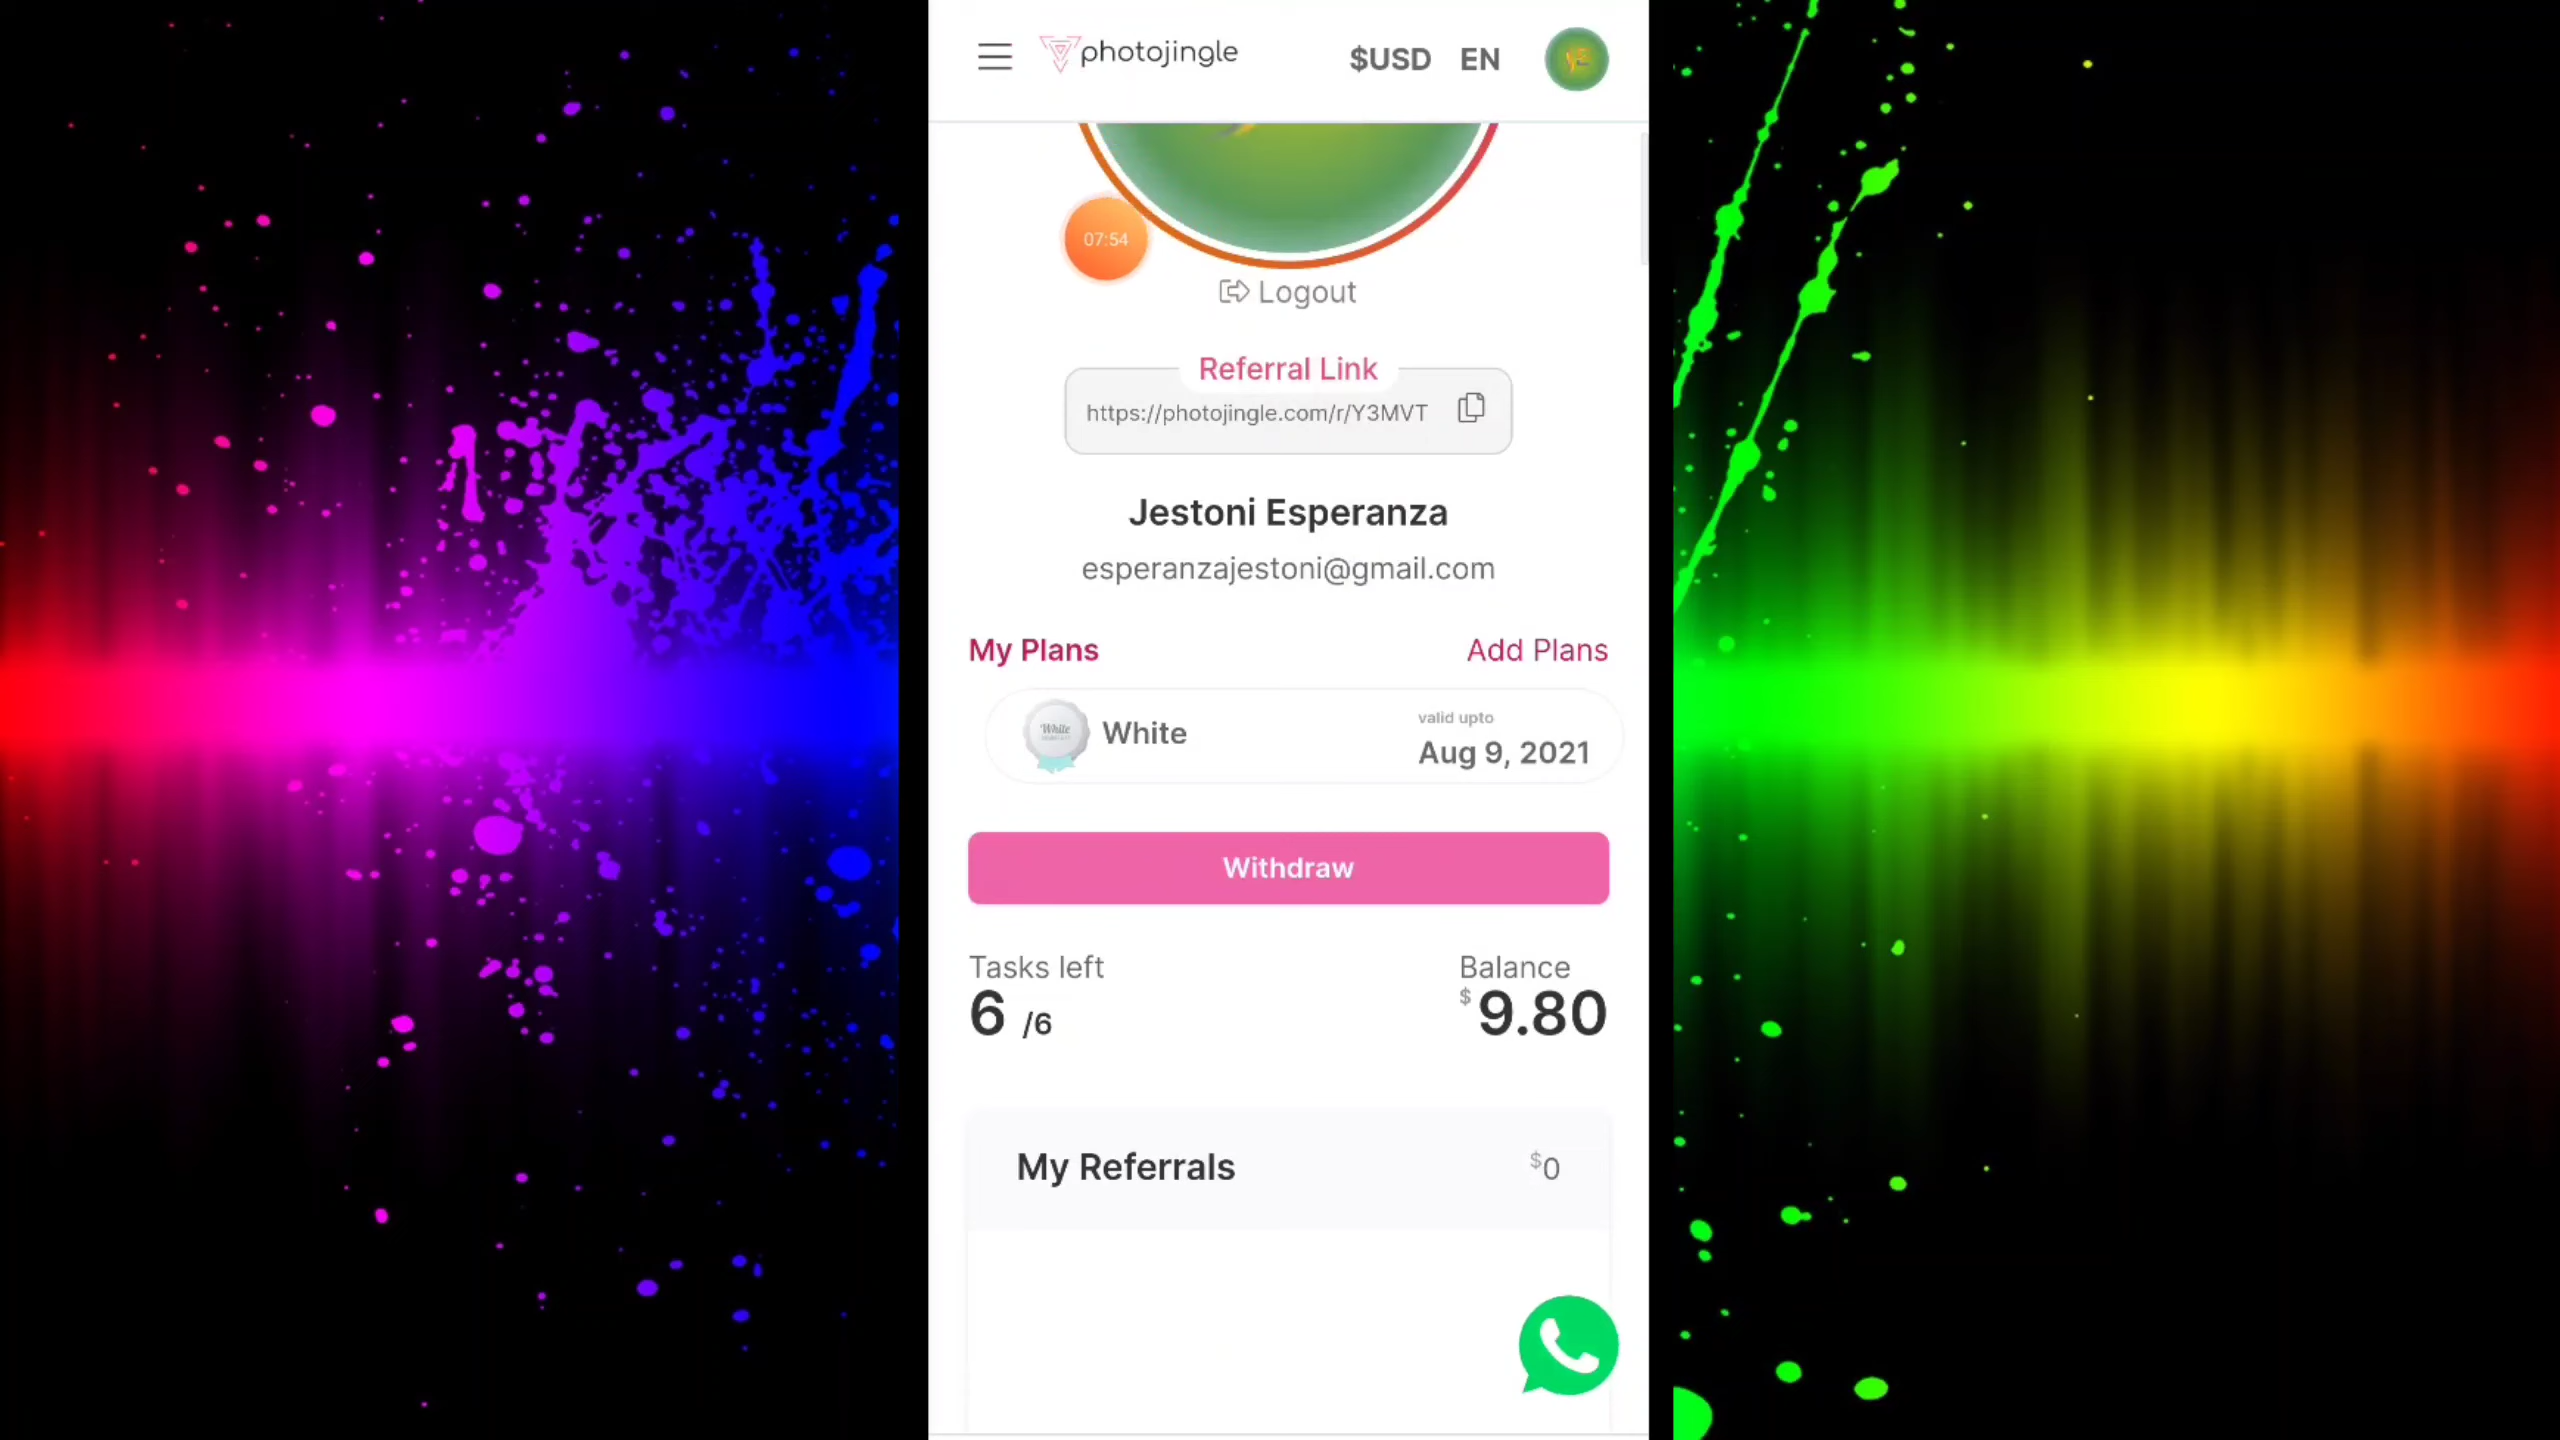 photojingle
$USD EN
07:54
Logout
Referral Link
https://photojingle.com/r/Y3MVT
Jestoni Esperanza
esperanzajestoni@gmail.com
My Plans
Add Plans
White
White
valid upto
Aug 9, 2021
Withdraw
Tasks left
Balance
6 /6
$9.80
My Referrals
$0